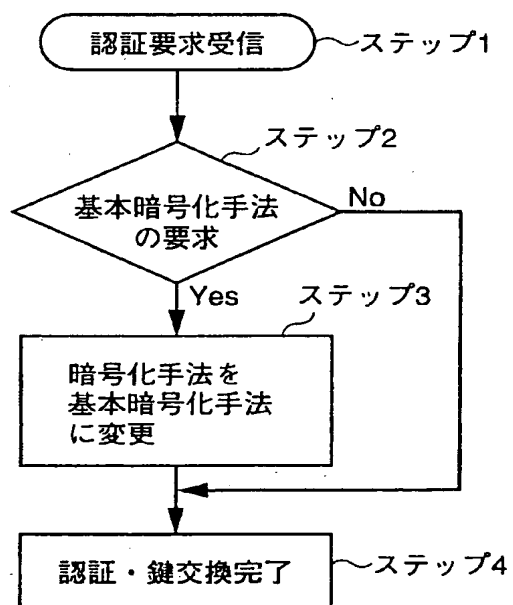 認証要求受信
ステップ1
ステップ2
基本暗号化手法
の要求
No
Yes
ステップ3
暗号化手法を
基本暗号化手法
に変更
認証・鍵交換完了
ステップ4